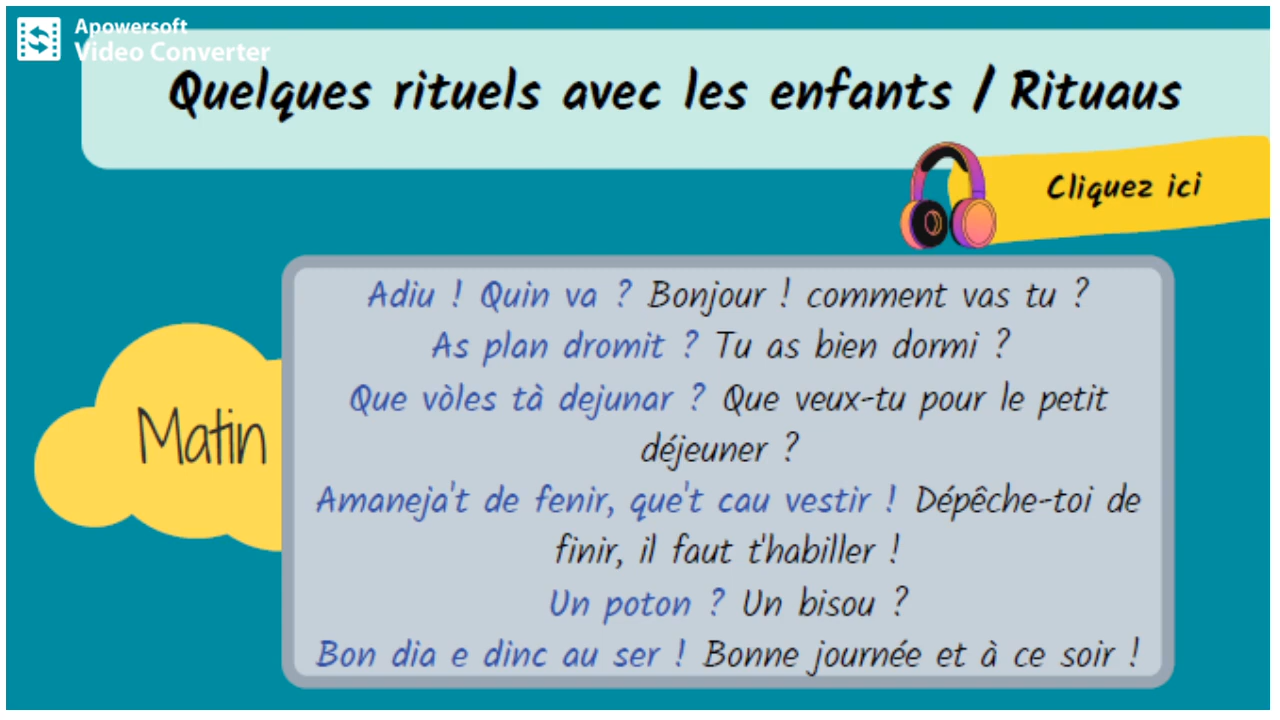 Apowersoft
Video Converter
Quelques rituels avec les enfants / Rituaus
Cliquez ici
Matin
Adiu ! Quin va ? Bonjour ! comment vas tu ?
As plan dromit ? Tu as bien dormi ?
Que vòles tà dejunar ? Que veux-tu pour le petit
déjeuner ?
Amaneja't de fenir, que't cau vestir ! Dépêche-toi de
finir, il faut t'habiller !
Un poton ? Un bisou ?
Bon dia e dinc au ser ! Bonne journée et à ce soir !